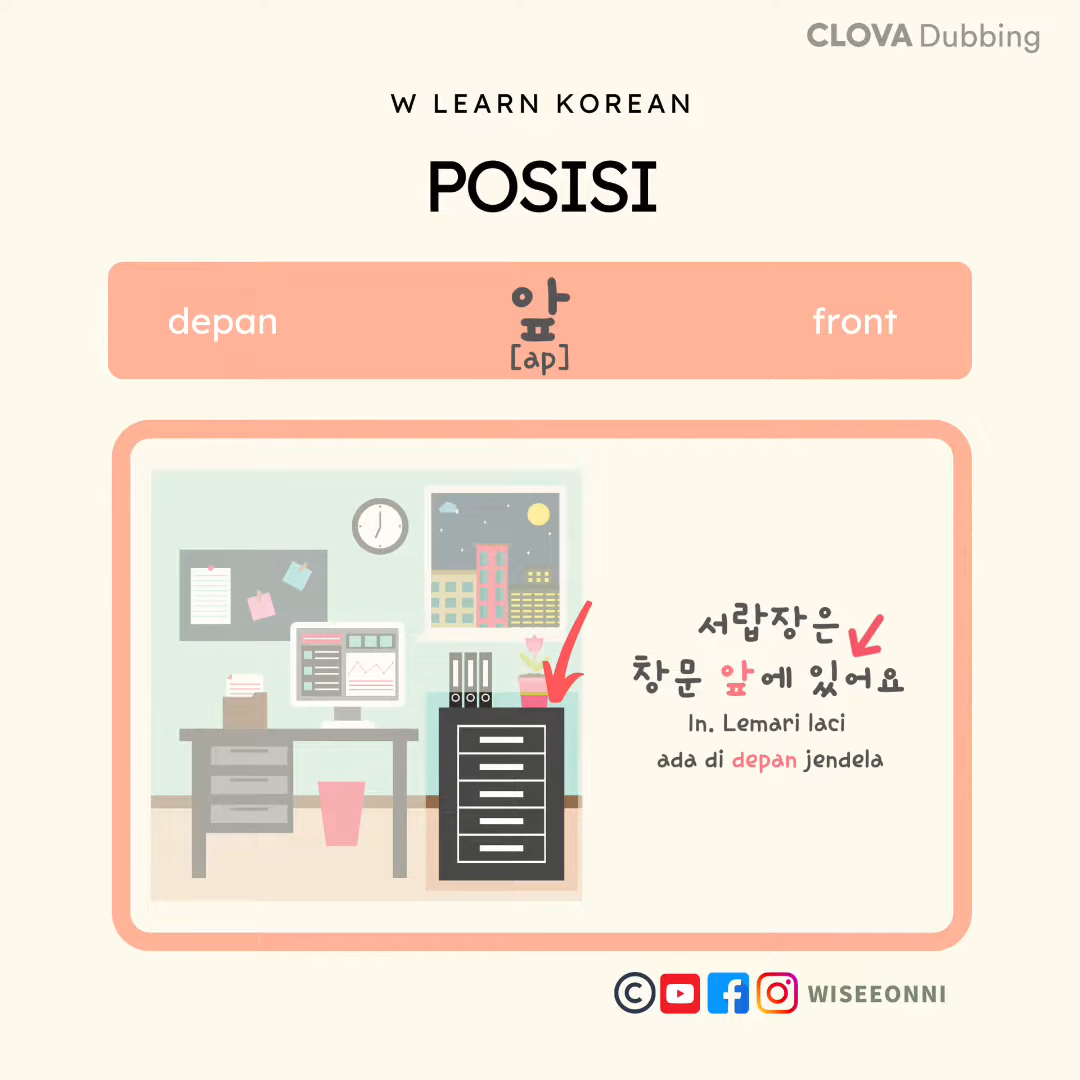 CLOVA Dubbing
W LEARN KOREAN
POSISI
depan
앞
[ap]
front
서랍장은
창문 앞에 있어요
In. Lemari laci
ada di depan jendela
WISEEONNI